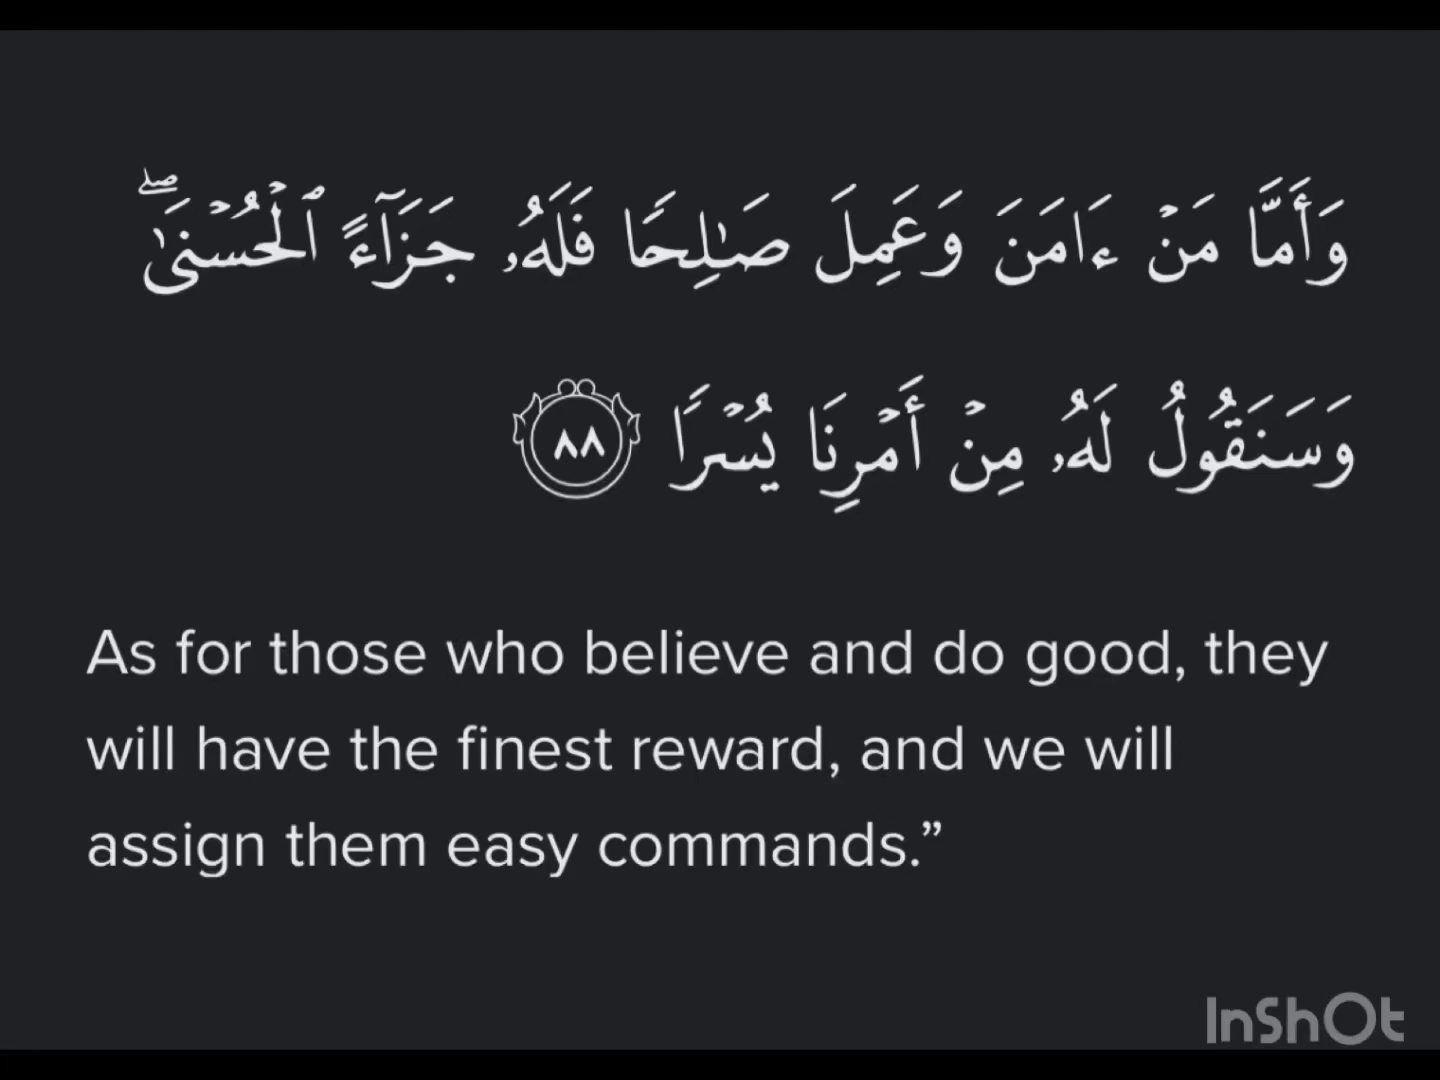 وَأَمَّا مَنۡ ءَامَنَ وَعَمِلَ صَٰلِحٗا فَلَهُۥ جَزَآءً ٱلۡحُسۡنَىٰۖ
وَسَنَقُولُ لَهُۥ مِنۡ أَمۡرِنَا يُسۡرٗا ٨٨
As for those who believe and do good, they
will have the finest reward, and we will
assign them easy commands.”
InShOt